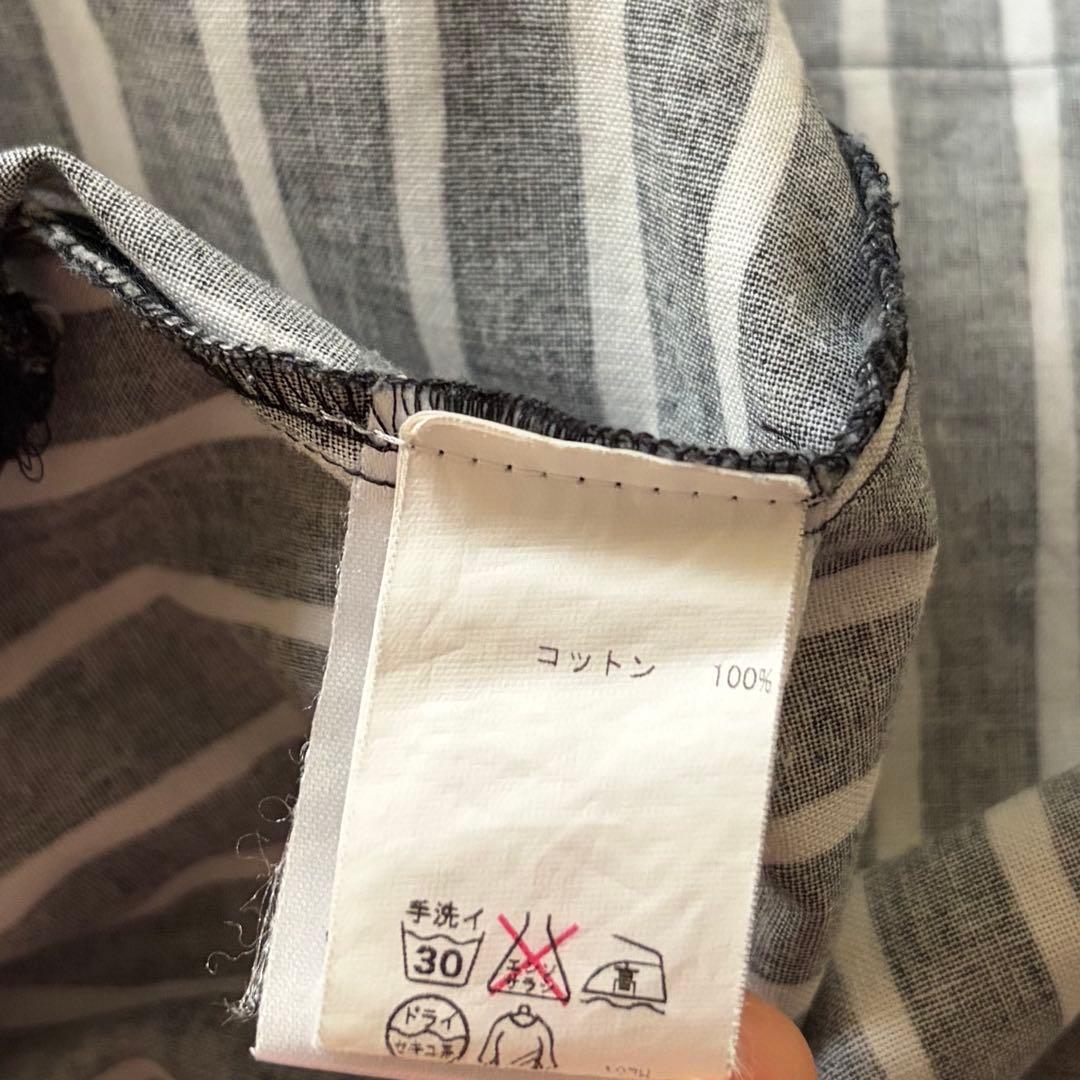 コットン 100%
手洗イ
30
エンソ
サラシ
高
ドライ
セキユ系